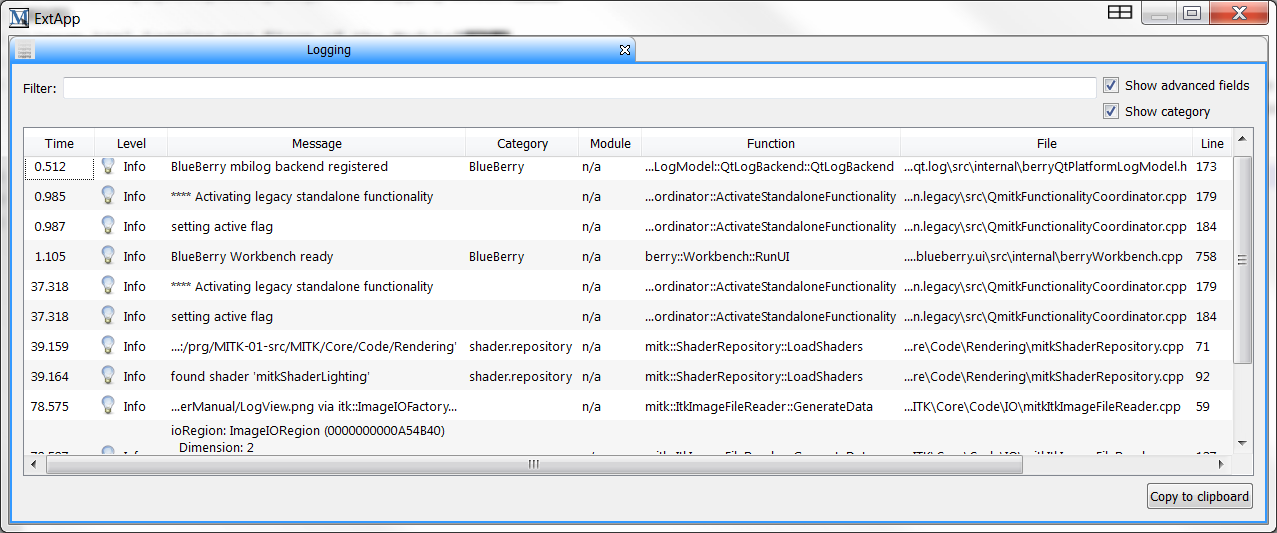 ExtApp
Logging
Filter:
Show advanced fields
Show category
Time Level Message Category Module Function File Line
0.512 Info BlueBerry mbilog backend registered BlueBerry n/a ...LogModel::QtLogBackend::QtLogBackend ...qt.log\src\internal\berryQtPlatformLogModel.h 173
0.985 Info **** Activating legacy standalone functionality n/a ...ordinator::ActivateStandaloneFunctionality ...n.legacy\src\QmitkFunctionalityCoordinator.cpp 179
0.987 Info setting active flag n/a ...ordinator::ActivateStandaloneFunctionality ...n.legacy\src\QmitkFunctionalityCoordinator.cpp 184
1.105 Info BlueBerry Workbench ready BlueBerry n/a berry::Workbench::RunUI ....blueberry.ui\src\internal\berryWorkbench.cpp 758
37.318 Info **** Activating legacy standalone functionality n/a ...ordinator::ActivateStandaloneFunctionality ...n.legacy\src\QmitkFunctionalityCoordinator.cpp 179
37.318 Info setting active flag n/a ...ordinator::ActivateStandaloneFunctionality ...n.legacy\src\QmitkFunctionalityCoordinator.cpp 184
39.159 Info ...:/prg/MITK-01-src/MITK/Core/Code/Rendering' shader.repository n/a mitk::ShaderRepository::LoadShaders ...re\Code\Rendering\mitkShaderRepository.cpp 71
39.164 Info found shader 'mitkShaderLighting' shader.repository n/a mitk::ShaderRepository::LoadShaders ...re\Code\Rendering\mitkShaderRepository.cpp 92
78.575 Info ...erManual/LogView.png via itk::ImageIOFactory... n/a mitk::ItkImageFileReader::GenerateData ...ITK\Core\Code\IO\mitkItkImageFileReader.cpp 59
ioRegion: ImageIORegion (0000000000A54B40)
Dimension: 2
Copy to clipboard